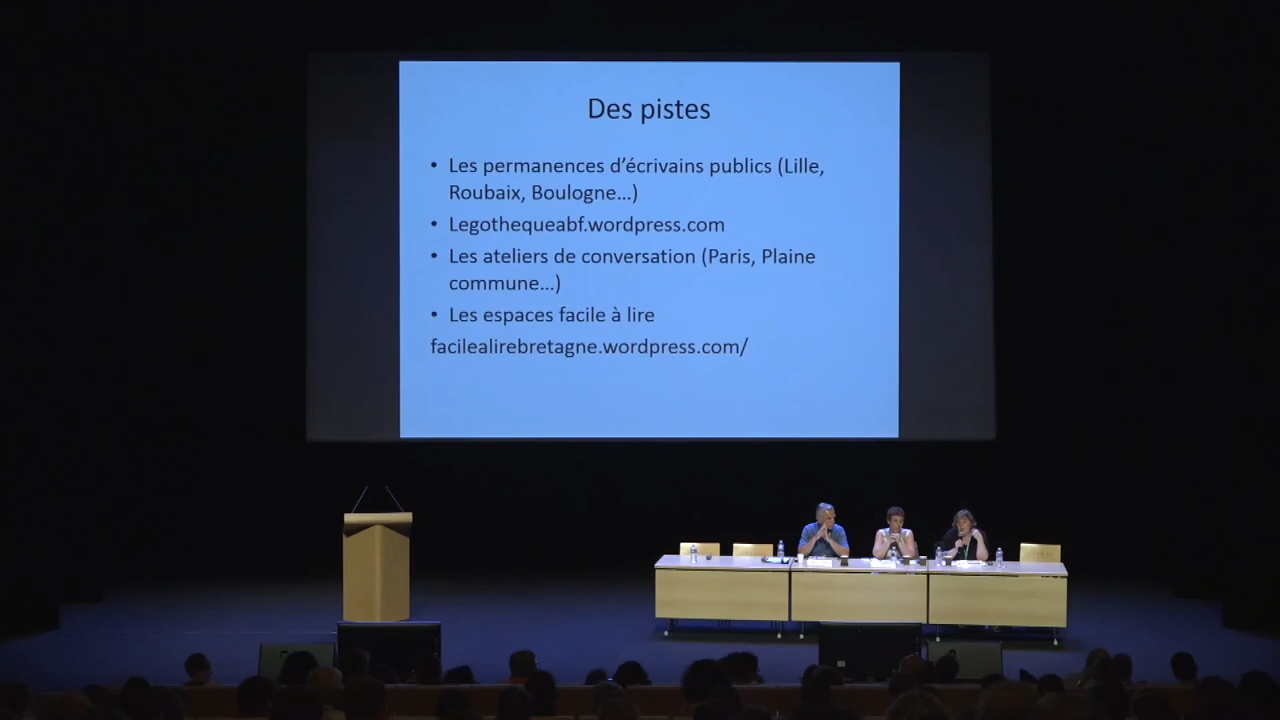 Des pistes
• Les permanences d’écrivains publics (Lille,
Roubaix, Boulogne…)
• Legothequeabf.wordpress.com
• Les ateliers de conversation (Paris, Plaine
commune…)
• Les espaces facile à lire
facilealirebretagne.wordpress.com/